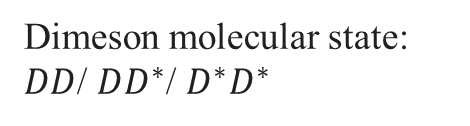 Dimeson molecular state:
DD/ DD*/ D*D*